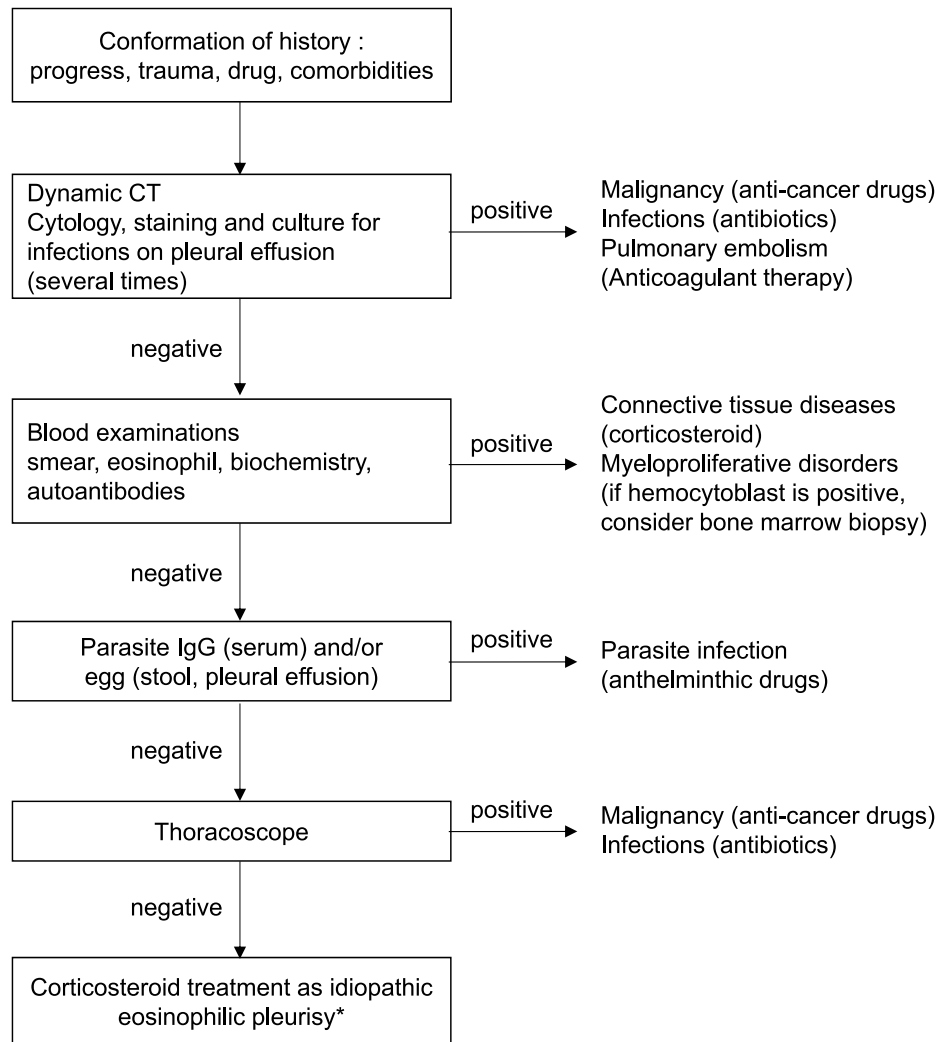 Conformation of history :
progress, trauma, drug, comorbidities
Dynamic CT
Cytology, staining and culture for
infections on pleural effusion
(several times)
positive
Malignancy (anti-cancer drugs)
Infections (antibiotics)
Pulmonary embolism
(Anticoagulant therapy)
negative
Blood examinations
smear, eosinophil, biochemistry,
autoantibodies
positive
Connective tissue diseases
(corticosteroid)
Myeloproliferative disorders
(if hemocytoblast is positive,
consider bone marrow biopsy)
negative
Parasite IgG (serum) and/or
egg (stool, pleural effusion)
positive
Parasite infection
(anthelminthic drugs)
negative
Thoracoscope
positive
Malignancy (anti-cancer drugs)
Infections (antibiotics)
negative
Corticosteroid treatment as idiopathic
eosinophilic pleurisy*